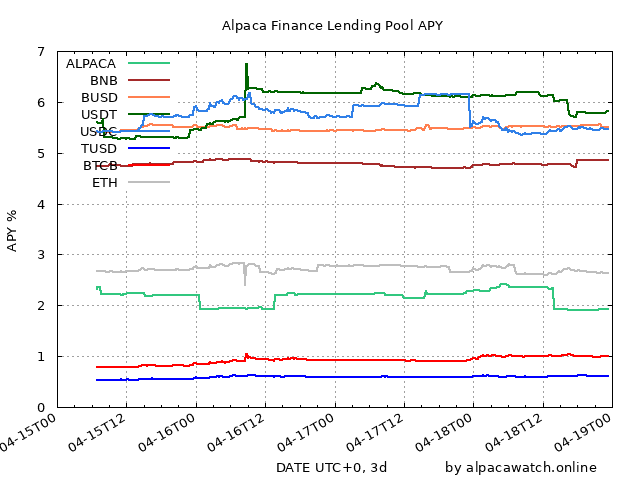 Alpaca Finance Lending Pool APY
7
6
5
4
3
2
1
0
APY %
ALPACA
BNB
BUSD
USDT
USDC
TUSD
BTCB
ETH
04-15T00
04-15T12
04-16T00
04-16T12
04-17T00
04-17T12
04-18T00
04-18T12
04-19T00
DATE UTC+0, 3d
by alpacawatch.online